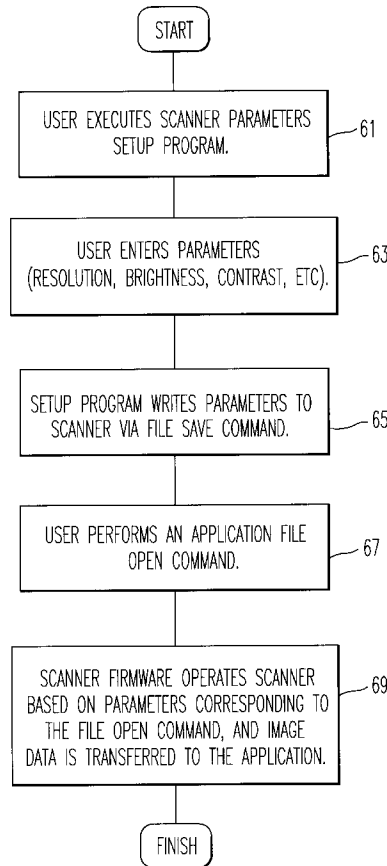 START
USER EXECUTES SCANNER PARAMETERS
SETUP PROGRAM.
61
USER ENTERS PARAMETERS
(RESOLUTION, BRIGHTNESS, CONTRAST, ETC).
63
SETUP PROGRAM WRITES PARAMETERS TO
SCANNER VIA FILE SAVE COMMAND.
65
USER PERFORMS AN APPLICATION FILE
OPEN COMMAND.
67
SCANNER FIRMWARE OPERATES SCANNER
BASED ON PARAMETERS CORRESPONDING TO
THE FILE OPEN COMMAND, AND IMAGE
DATA IS TRANSFERRED TO THE APPLICATION.
69
FINISH